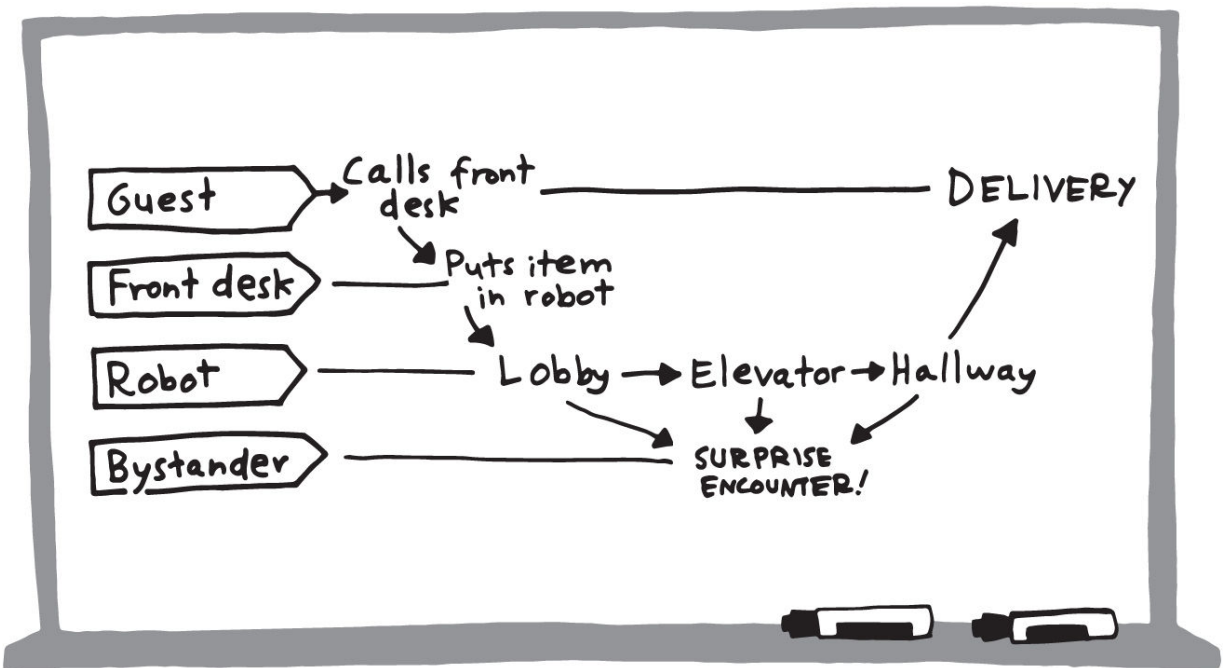 Guest
Calls front
desk
DELIVERY
Front desk
Puts item
in robot
Robot
Lobby
Elevator
Hallway
Bystander
SURPRISE
ENCOUNTER!